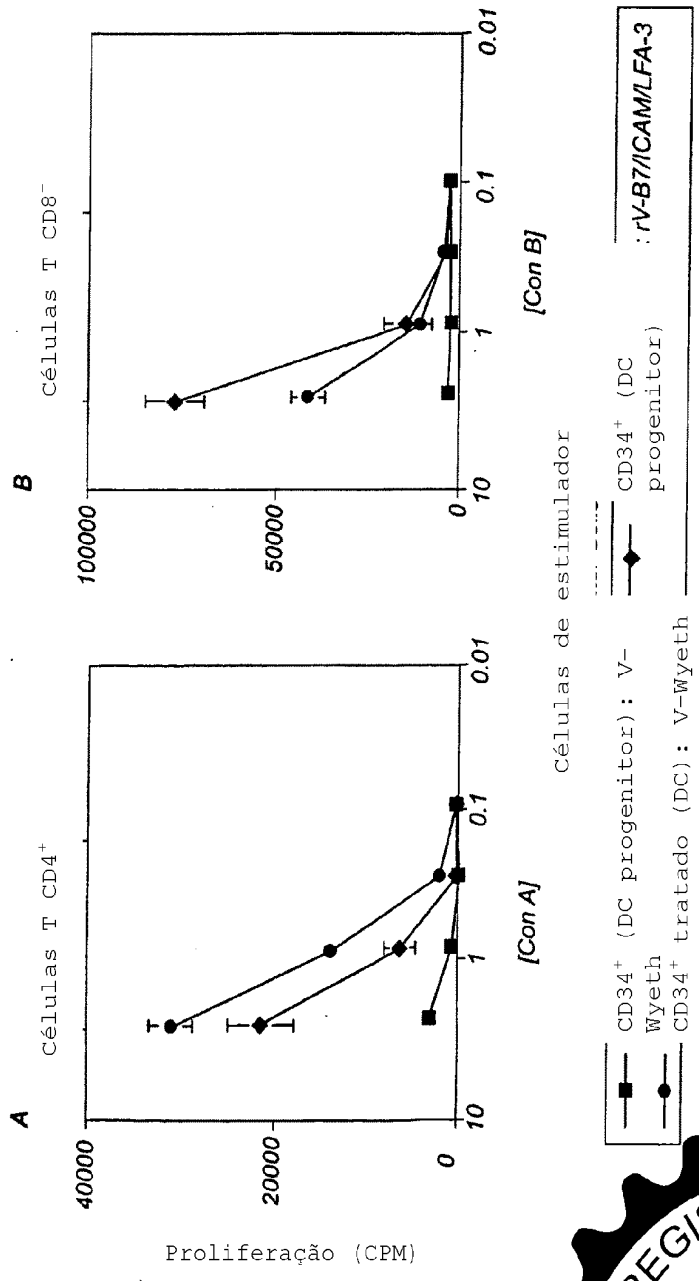 A
Células T CD4⁺
40000
20000
0
Proliferação (CPM)
10
1
0.1
0.01
[Con A]
B
Células T CD8⁻
100000
50000
0
10
1
0.1
0.01
[Con B]
Células de estimulador
CD34⁺ (DC progenitor): V-
Wyeth
CD34⁺ tratado (DC): V-Wyeth
CD34⁺ (DC
progenitor)
: rV-B7/ICAM/LFA-3